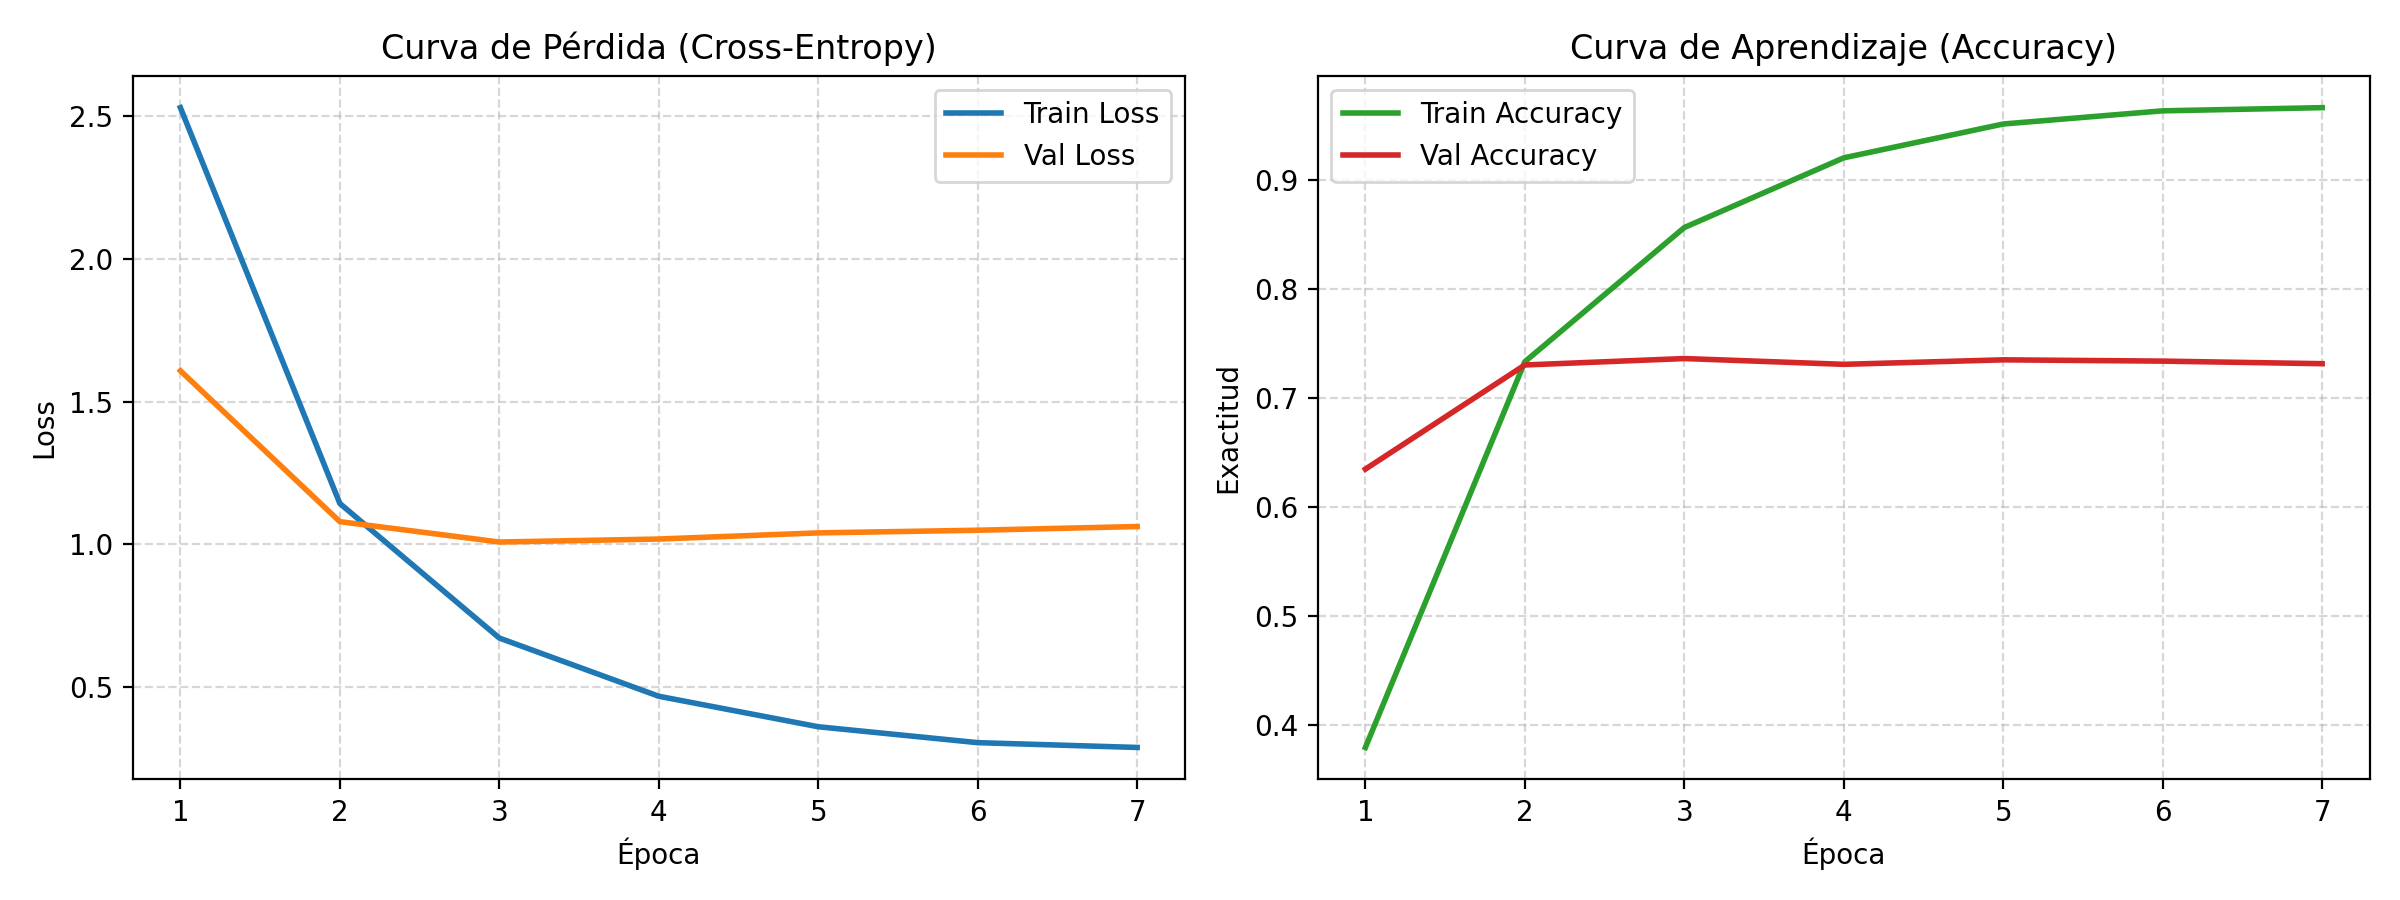 Curva de Pérdida (Cross-Entropy)
Train Loss
Val Loss
2.5
2.0
1.5
1.0
0.5
Loss
1 2 3 4 5 6 7
Época
Curva de Aprendizaje (Accuracy)
Train Accuracy
Val Accuracy
0.9
0.8
0.7
0.6
0.5
0.4
Exactitud
1 2 3 4 5 6 7
Época